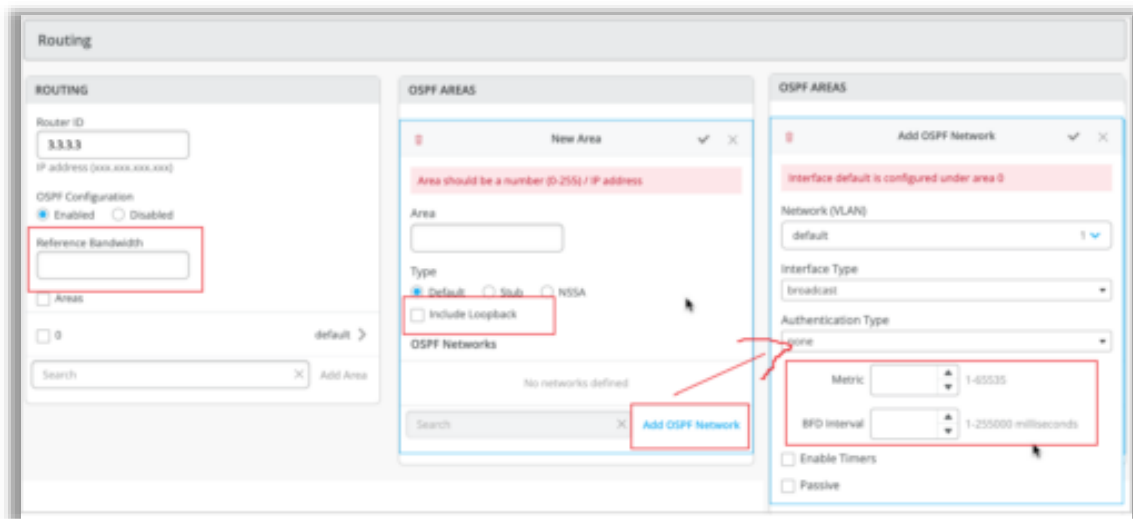 Routing
ROUTING
Router ID
3.3.3.3
IP address (xxx.xxx.xxx.xxx)
OSPF Configuration
Enabled Disabled
Reference Bandwidth
Areas
0 default
Search Add Area
OSPF AREAS
New Area
Area should be a number (0-255) / IP address
Area
Type
Default Stub NSSA
Include Loopback
OSPF Networks
No networks defined
Search Add OSPF Network
OSPF AREAS
Add OSPF Network
Interface default is configured under area 0
Network (VLAN)
default 1
Interface Type
broadcast
Authentication Type
none
Metric 1-65535
BFD Interval 1-255000 milliseconds
Enable Timers
Passive